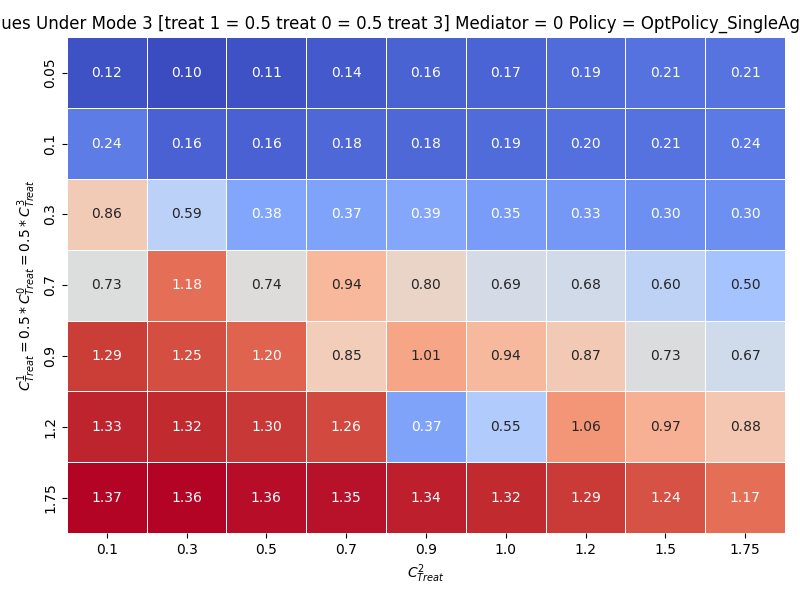 ues Under Mode 3 [treat 1 = 0.5 treat 0 = 0.5 treat 3] Mediator = 0 Policy = OptPolicy_SingleAg
0.05 0.12 0.10 0.11 0.14 0.16 0.17 0.19 0.21 0.21
0.1 0.24 0.16 0.16 0.18 0.18 0.19 0.20 0.21 0.24
0.3 0.86 0.59 0.38 0.37 0.39 0.35 0.33 0.30 0.30
0.7 0.73 1.18 0.74 0.94 0.80 0.69 0.68 0.60 0.50
0.9 1.29 1.25 1.20 0.85 1.01 0.94 0.87 0.73 0.67
1.2 1.33 1.32 1.30 1.26 0.37 0.55 1.06 0.97 0.88
1.75 1.37 1.36 1.36 1.35 1.34 1.32 1.29 1.24 1.17
0.1 0.3 0.5 0.7 0.9 1.0 1.2 1.5 1.75
$C^2_{Treat}$
$C^1_{Treat} = 0.5 * C^0_{Treat} = 0.5 * C^3_{Treat}$